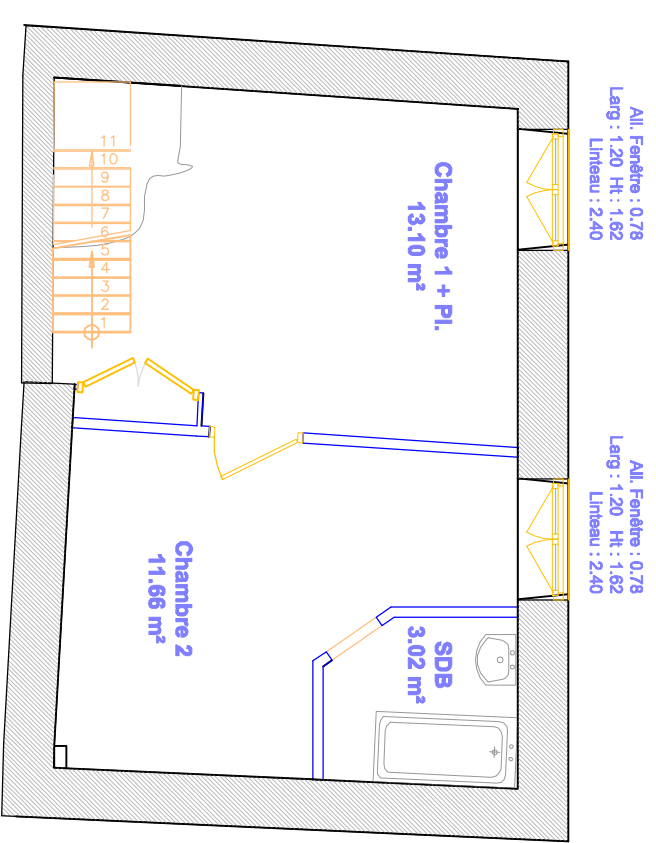 All. Fenêtre : 0.78
Larg : 1.20 Ht : 1.62
Linteau : 2.40
All. Fenêtre : 0.78
Larg : 1.20 Ht : 1.62
Linteau : 2.40
Chambre 1 + Pl.
13.10 m²
11
10
9
8
7
6
5
4
3
2
1
SDB
3.02 m²
Chambre 2
11.66 m²